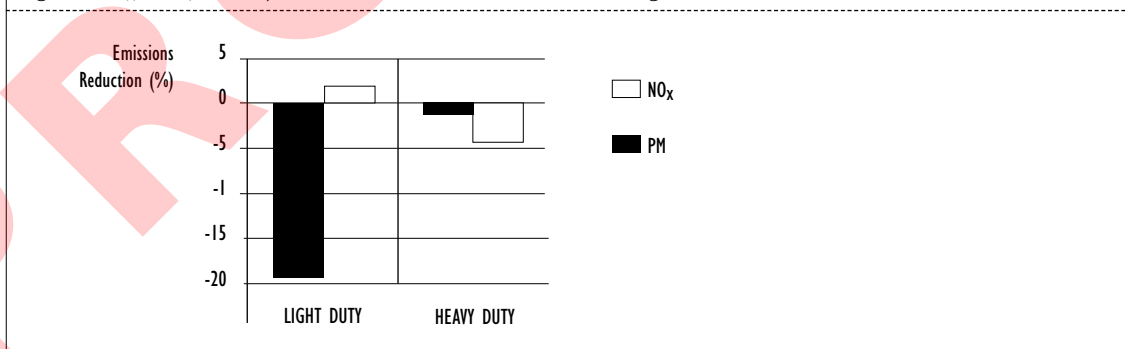 Emissions
Reduction (%)
5
0
-5
-1
-15
-20
LIGHT DUTY
HEAVY DUTY
NOx
PM